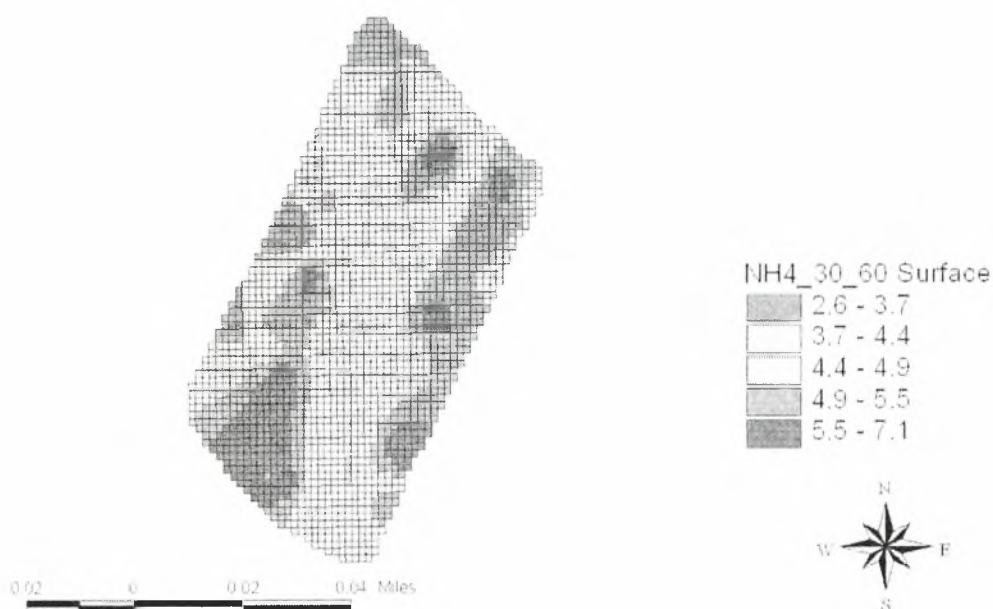 NH4_30_60 Surface
2.6 - 3.7
3.7 - 4.4
4.4 - 4.9
4.9 - 5.5
5.5 - 7.1
N
W E
S
0.02 0 0.02 0.04 Miles